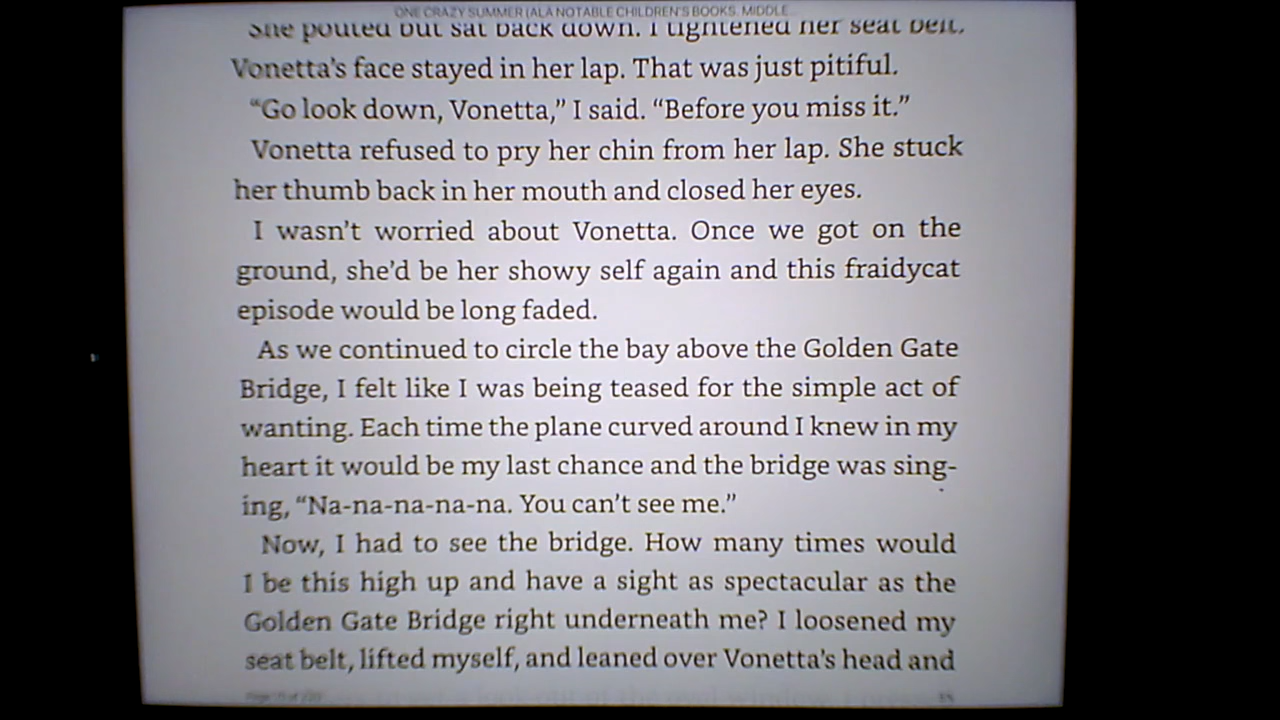 ONE CRAZY SUMMER (ALA NOTABLE CHILDREN'S BOOKS. MIDDLE...
She pouted but sat back down. I tightened her seat belt.
Vonetta's face stayed in her lap. That was just pitiful.
“Go look down, Vonetta,” I said. “Before you miss it.”
Vonetta refused to pry her chin from her lap. She stuck
her thumb back in her mouth and closed her eyes.
I wasn't worried about Vonetta. Once we got on the
ground, she'd be her showy self again and this fraidycat
episode would be long faded.
As we continued to circle the bay above the Golden Gate
Bridge, I felt like I was being teased for the simple act of
wanting. Each time the plane curved around I knew in my
heart it would be my last chance and the bridge was sing-
ing, “Na-na-na-na-na. You can't see me.”
Now, I had to see the bridge. How many times would
I be this high up and have a sight as spectacular as the
Golden Gate Bridge right underneath me? I loosened my
seat belt, lifted myself, and leaned over Vonetta's head and